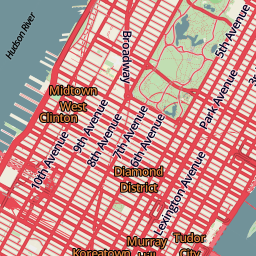 Hudson River
Broadway
5th Avenue
Midtown
West
Clinton
Park Avenue
9th Avenue
8th Avenue
7th Avenue
6th Avenue
10th Avenue
Diamond
District
Lexington Avenue
Murray
Hill
Tudor
City
Koreatown